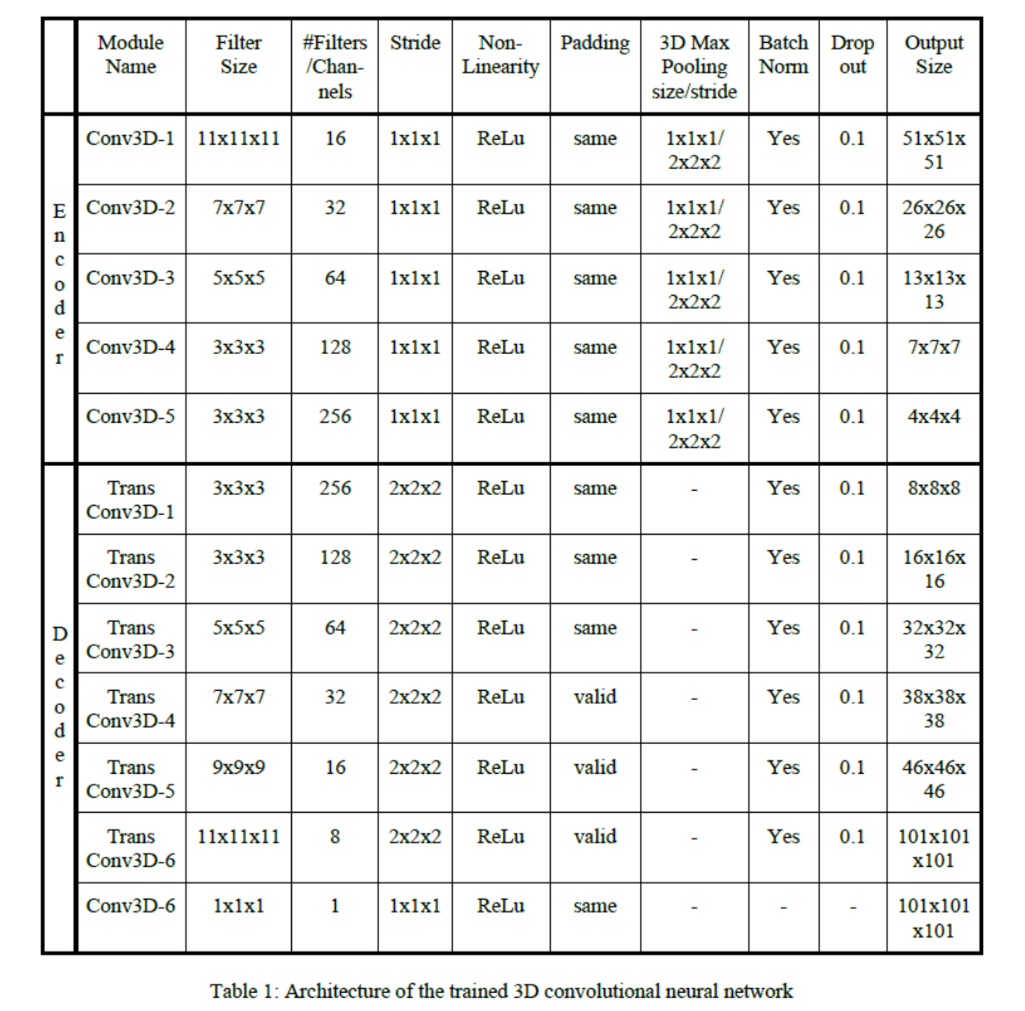 Module Name | Filter Size | #Filters /Chan- nels | Stride | Non- Linearity | Padding | 3D Max Pooling size/stride | Batch Norm | Drop out | Output Size
Encoder
Conv3D-1 | 11x11x11 | 16 | 1x1x1 | ReLu | same | 1x1x1/ 2x2x2 | Yes | 0.1 | 51x51x 51
Conv3D-2 | 7x7x7 | 32 | 1x1x1 | ReLu | same | 1x1x1/ 2x2x2 | Yes | 0.1 | 26x26x 26
Conv3D-3 | 5x5x5 | 64 | 1x1x1 | ReLu | same | 1x1x1/ 2x2x2 | Yes | 0.1 | 13x13x 13
Conv3D-4 | 3x3x3 | 128 | 1x1x1 | ReLu | same | 1x1x1/ 2x2x2 | Yes | 0.1 | 7x7x7
Conv3D-5 | 3x3x3 | 256 | 1x1x1 | ReLu | same | 1x1x1/ 2x2x2 | Yes | 0.1 | 4x4x4
Decoder
Trans Conv3D-1 | 3x3x3 | 256 | 2x2x2 | ReLu | same | - | Yes | 0.1 | 8x8x8
Trans Conv3D-2 | 3x3x3 | 128 | 2x2x2 | ReLu | same | - | Yes | 0.1 | 16x16x 16
Trans Conv3D-3 | 5x5x5 | 64 | 2x2x2 | ReLu | same | - | Yes | 0.1 | 32x32x 32
Trans Conv3D-4 | 7x7x7 | 32 | 2x2x2 | ReLu | valid | - | Yes | 0.1 | 38x38x 38
Trans Conv3D-5 | 9x9x9 | 16 | 2x2x2 | ReLu | valid | - | Yes | 0.1 | 46x46x 46
Trans Conv3D-6 | 11x11x11 | 8 | 2x2x2 | ReLu | valid | - | Yes | 0.1 | 101x101 x101
Conv3D-6 | 1x1x1 | 1 | 1x1x1 | ReLu | same | - | - | - | 101x101 x101
Table 1: Architecture of the trained 3D convolutional neural network